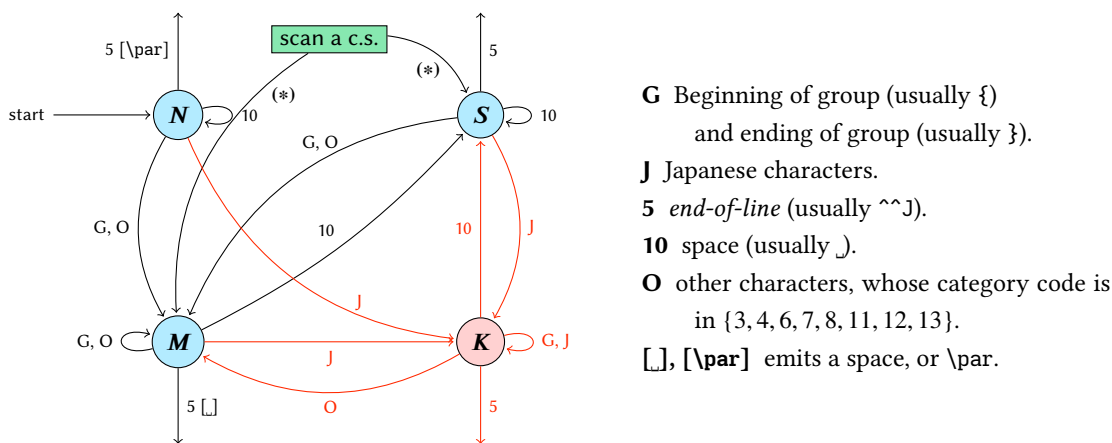 5 [\par]
scan a c.s.
5
(∗)
(∗)
start
N
10
S
10
G, O
G, O
10
10
J
J
G, O
M
J
K
G, J
O
5 [␣]
5
G Beginning of group (usually {)
and ending of group (usually }).
J Japanese characters.
5 end-of-line (usually ^^J).
10 space (usually ␣).
O other characters, whose category code is
in {3, 4, 6, 7, 8, 11, 12, 13}.
[␣], [\par] emits a space, or \par.